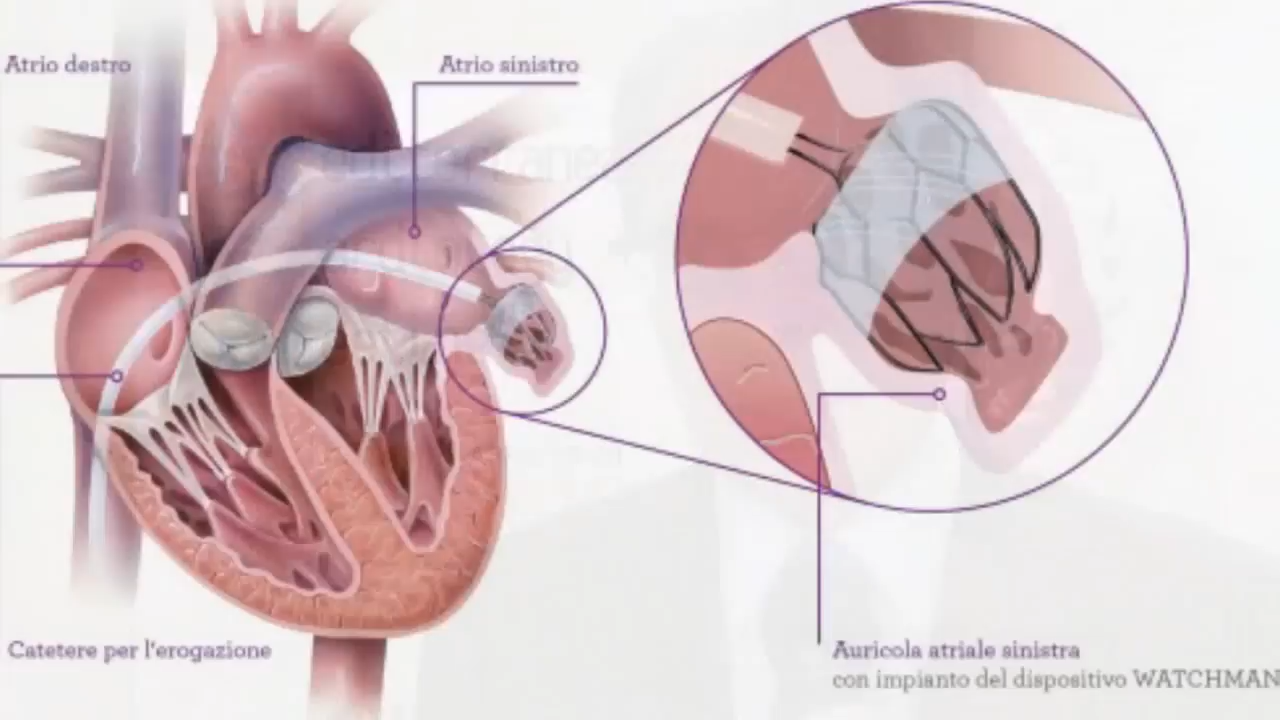 Atrio destro
Atrio sinistro
Catetere per l'erogazione
Auricola atriale sinistra
con impianto del dispositivo WATCHMAN